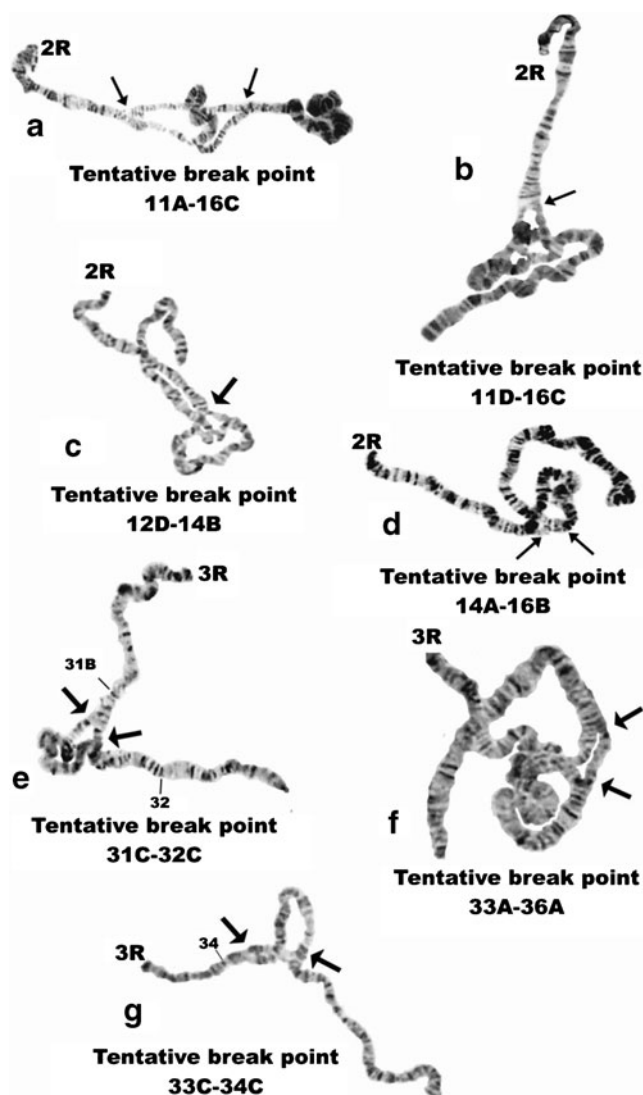 2R
a
Tentative break point
11A-16C
2R
b
Tentative break point
11D-16C
2R
c
Tentative break point
12D-14B
2R
d
Tentative break point
14A-16B
3R
31B
e
32
Tentative break point
31C-32C
3R
f
Tentative break point
33A-36A
3R
34
g
Tentative break point
33C-34C